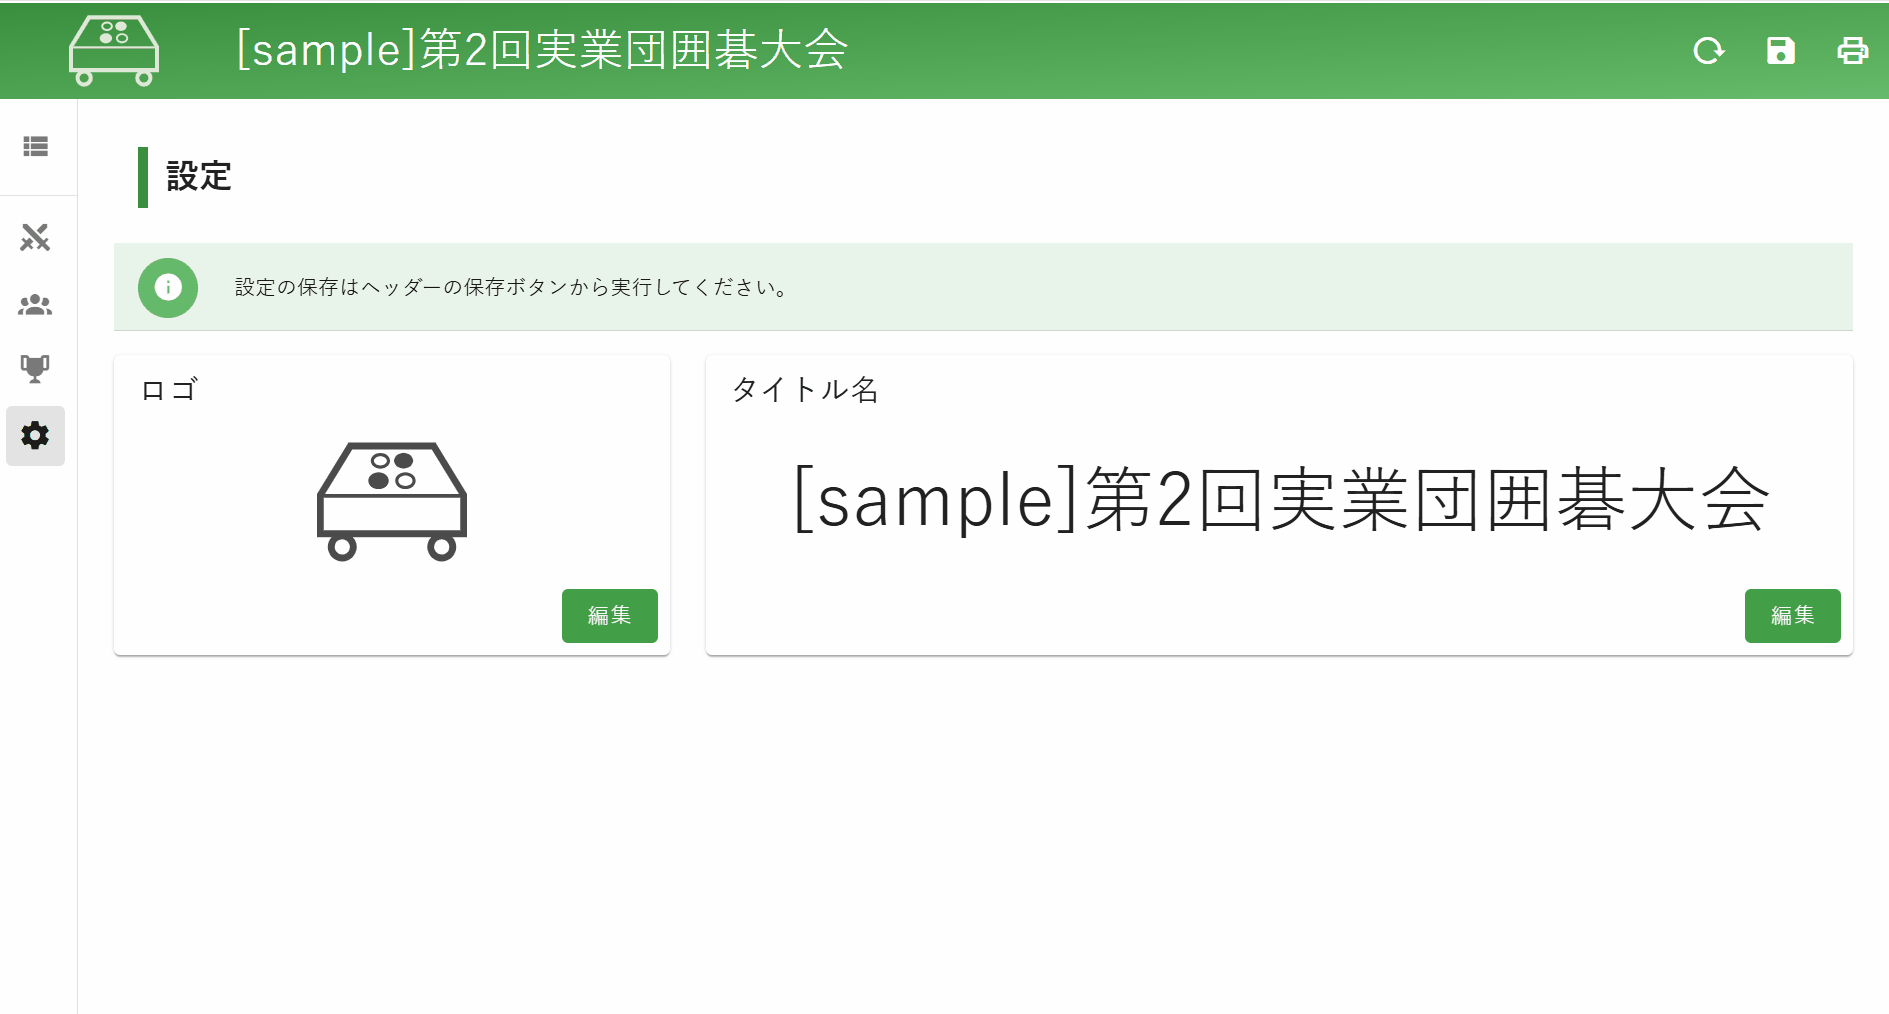 [sample]第2回実業団囲碁大会
設定
設定の保存はヘッダーの保存ボタンから実行してください。
ロゴ
編集
タイトル名
[sample]第2回実業団囲碁大会
編集